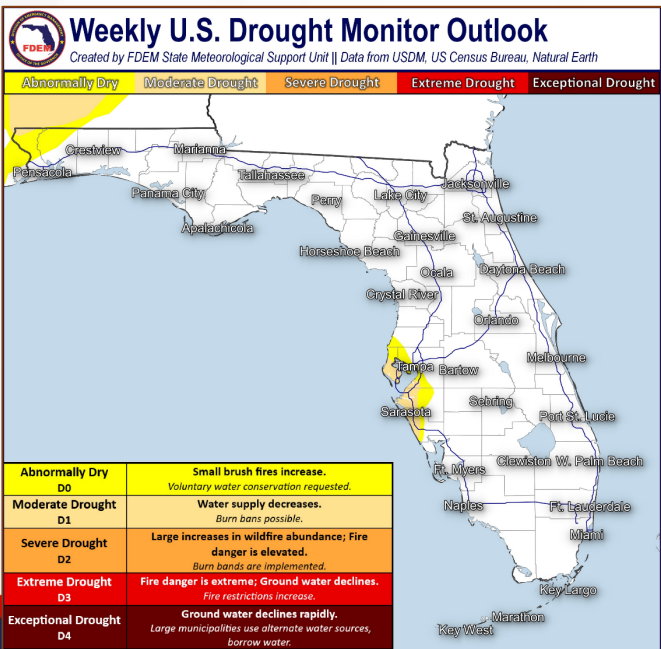 FDEM
Weekly U.S. Drought Monitor Outlook
Created by FDEM State Meteorological Support Unit || Data from USDM, US Census Bureau, Natural Earth
Abnormally Dry Moderate Drought Severe Drought Extreme Drought Exceptional Drought
Crestview
Marianna
Pensacola
Tallahassee
Jacksonville
Panama City
Perry
Lake City
Apalachicola
St. Augustine
Gainesville
Horseshoe Beach
Ocala
Daytona Beach
Crystal River
Orlando
Melbourne
Tampa
Bartow
Sebring
Sarasota
Port St. Lucie
Ft. Myers
Clewiston
W. Palm Beach
Naples
Ft. Lauderdale
Miami
Key Largo
Marathon
Key West
Abnormally Dry
D0
Small brush fires increase.
Voluntary water conservation requested.
Moderate Drought
D1
Water supply decreases.
Burn bans possible.
Severe Drought
D2
Large increases in wildfire abundance; Fire
danger is elevated.
Burn bands are implemented.
Extreme Drought
D3
Fire danger is extreme; Ground water declines.
Fire restrictions increase.
Exceptional Drought
D4
Ground water declines rapidly.
Large municipalities use alternate water sources,
borrow water.